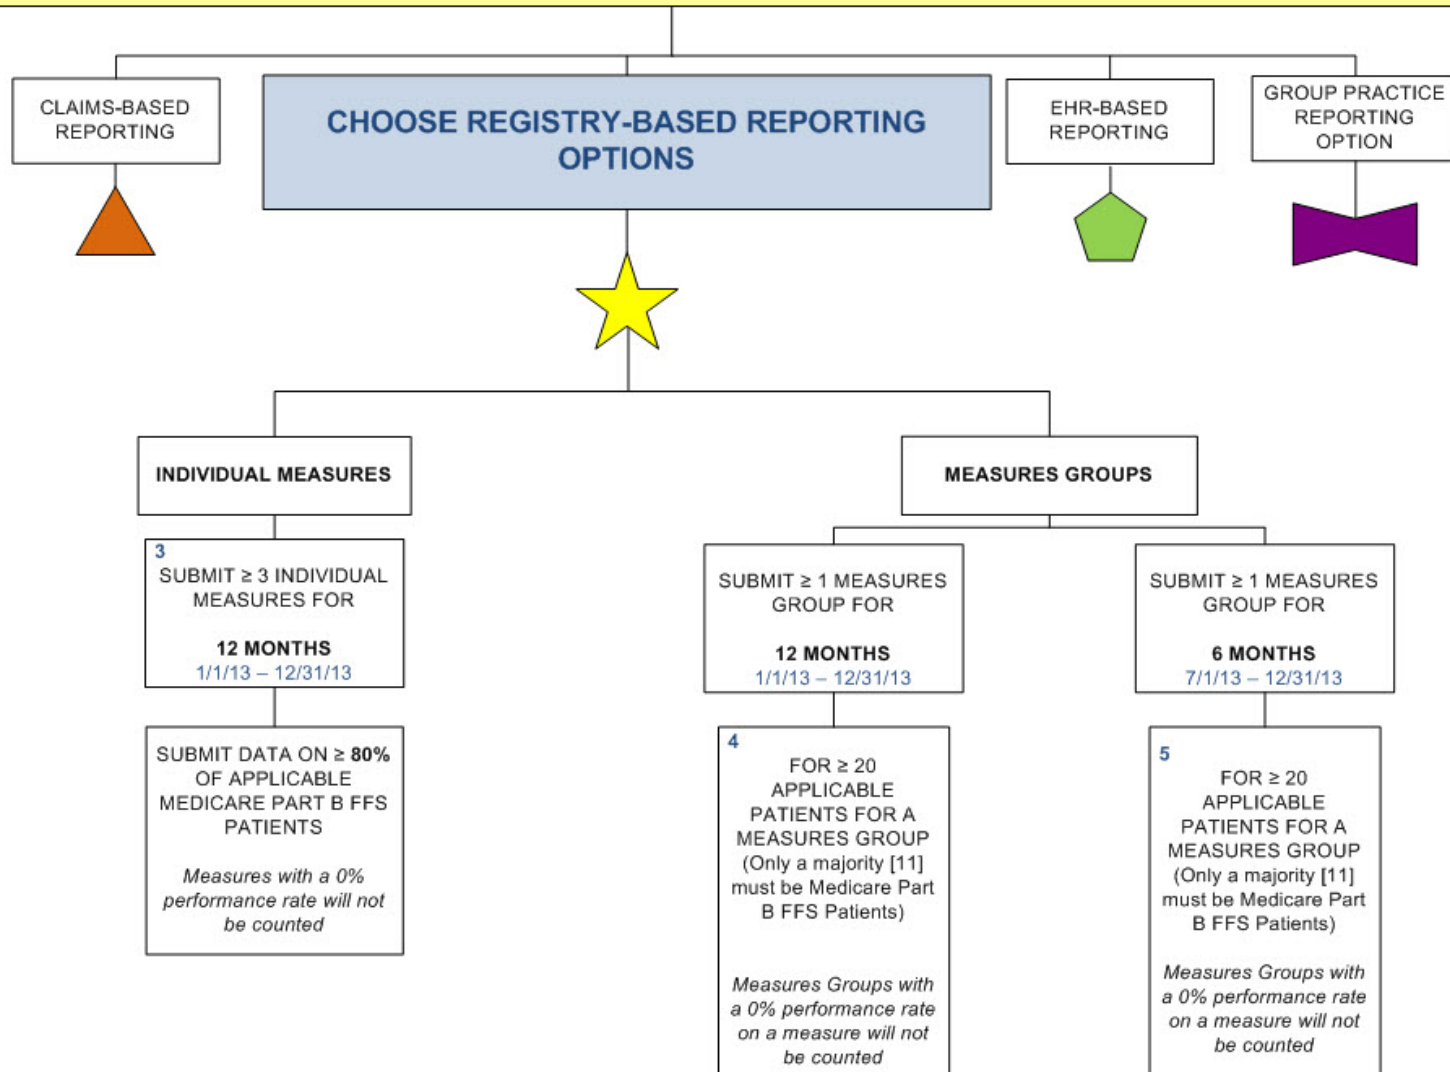 CLAIMS-BASED
REPORTING
CHOOSE REGISTRY-BASED REPORTING
OPTIONS
EHR-BASED
REPORTING
GROUP PRACTICE
REPORTING
OPTION
INDIVIDUAL MEASURES
MEASURES GROUPS
3
SUBMIT ≥ 3 INDIVIDUAL
MEASURES FOR
12 MONTHS
1/1/13 – 12/31/13
SUBMIT ≥ 1 MEASURES
GROUP FOR
12 MONTHS
1/1/13 – 12/31/13
SUBMIT ≥ 1 MEASURES
GROUP FOR
6 MONTHS
7/1/13 – 12/31/13
SUBMIT DATA ON ≥ 80%
OF APPLICABLE
MEDICARE PART B FFS
PATIENTS
Measures with a 0%
performance rate will not
be counted
4
FOR ≥ 20
APPLICABLE
PATIENTS FOR A
MEASURES GROUP
(Only a majority [11]
must be Medicare Part
B FFS Patients)
Measures Groups with
a 0% performance rate
on a measure will not
be counted
5
FOR ≥ 20
APPLICABLE
PATIENTS FOR A
MEASURES GROUP
(Only a majority [11]
must be Medicare Part
B FFS Patients)
Measures Groups with
a 0% performance rate
on a measure will not
be counted